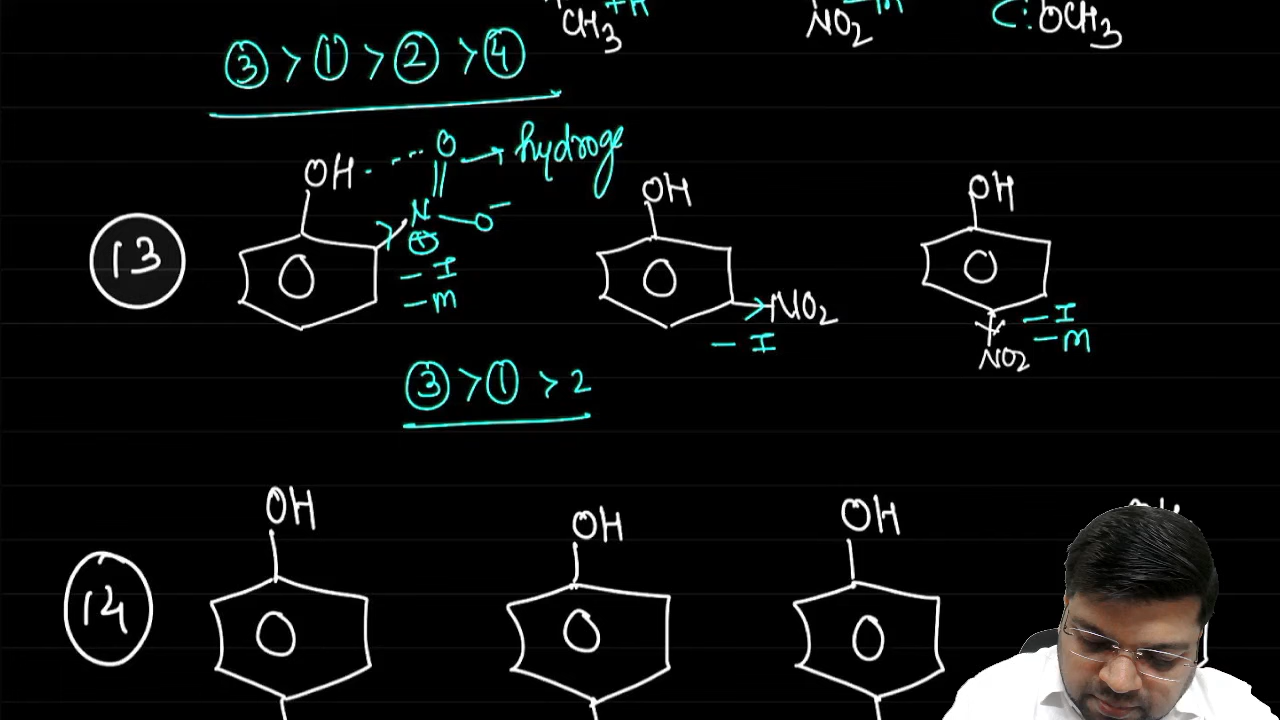 CH3 +H
NO2 -M
C: OCH3
③ > ① > ② > ④
OH --- O → hydroge
N — O⁻
⊕
- I
- M
13
OH
NO2
- I
OH
- I
- M
NO2
③ > ① > 2
14
OH
OH
OH
OH